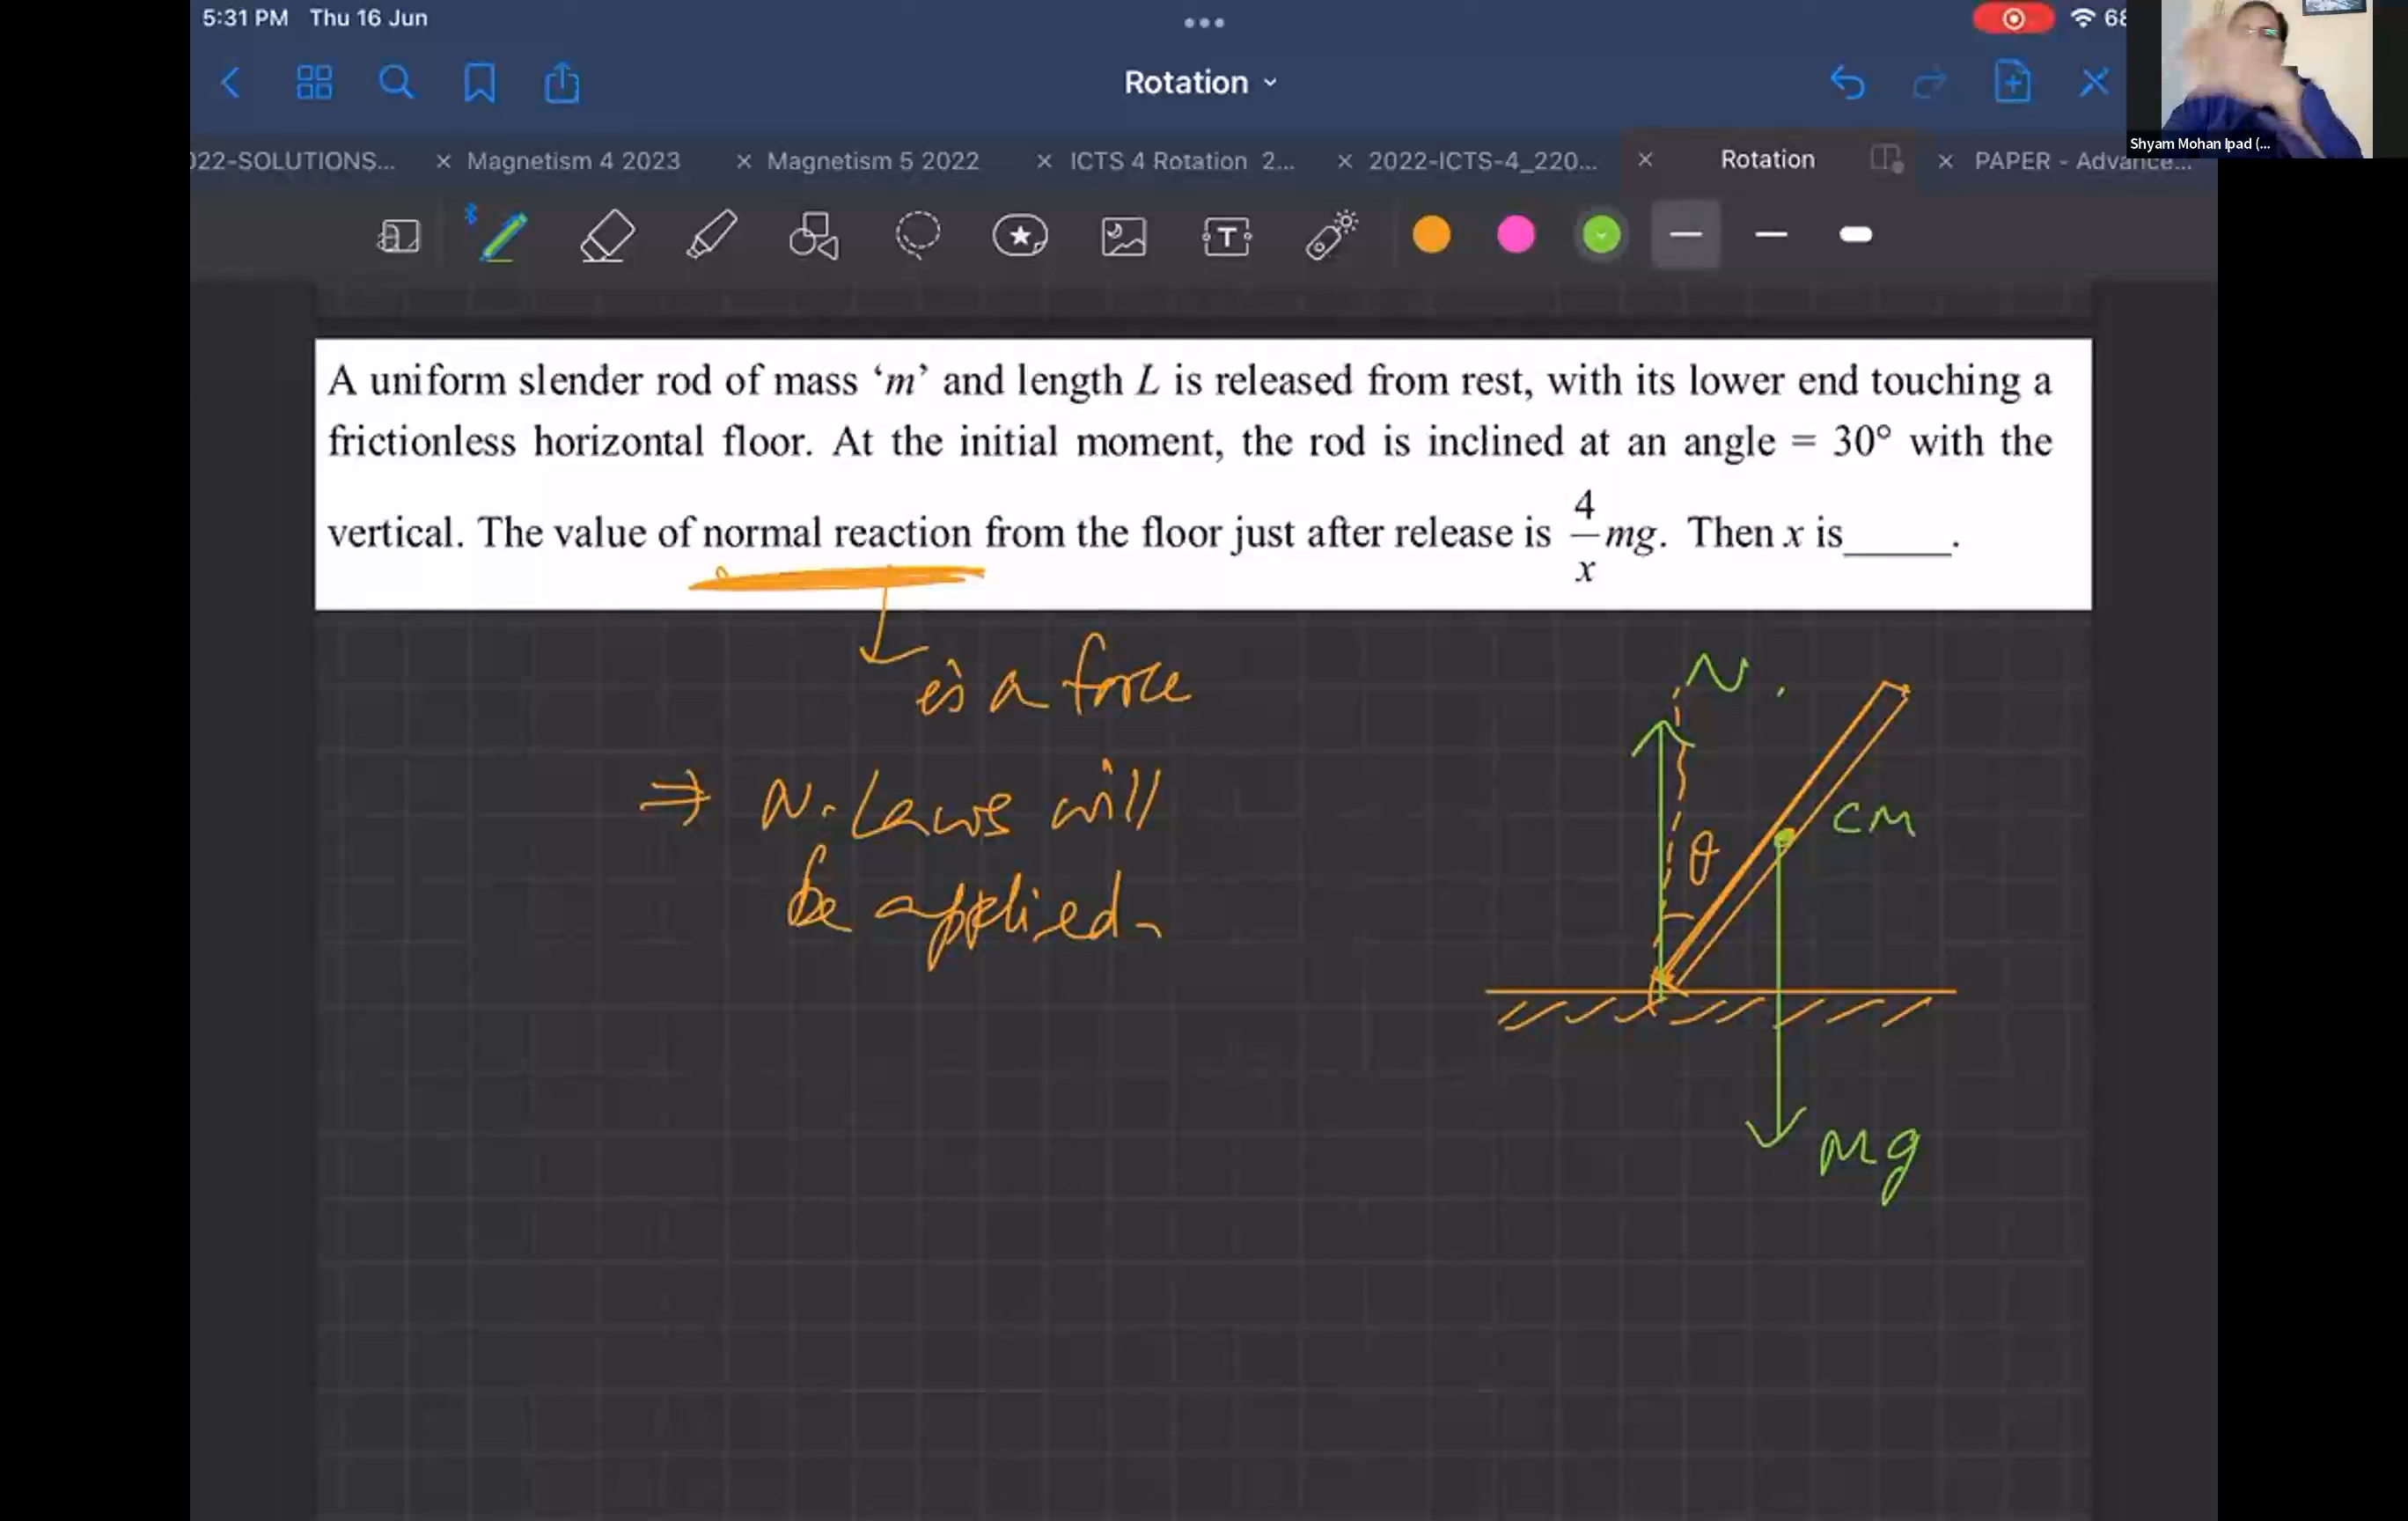 5:31 PM Thu 16 Jun
68
Rotation
Shyam Mohan Ipad (...
022-SOLUTIONS...
Magnetism 4 2023
Magnetism 5 2022
ICTS 4 Rotation 2...
2022-ICTS-4_220...
Rotation
PAPER - Advance...
T
A uniform slender rod of mass ‘m’ and length L is released from rest, with its lower end touching a
frictionless horizontal floor. At the initial moment, the rod is inclined at an angle = 30° with the
vertical. The value of normal reaction from the floor just after release is 4/x mg. Then x is_____.
is a force
⇒ N. Laws will
be applied.
N
θ
CM
Mg